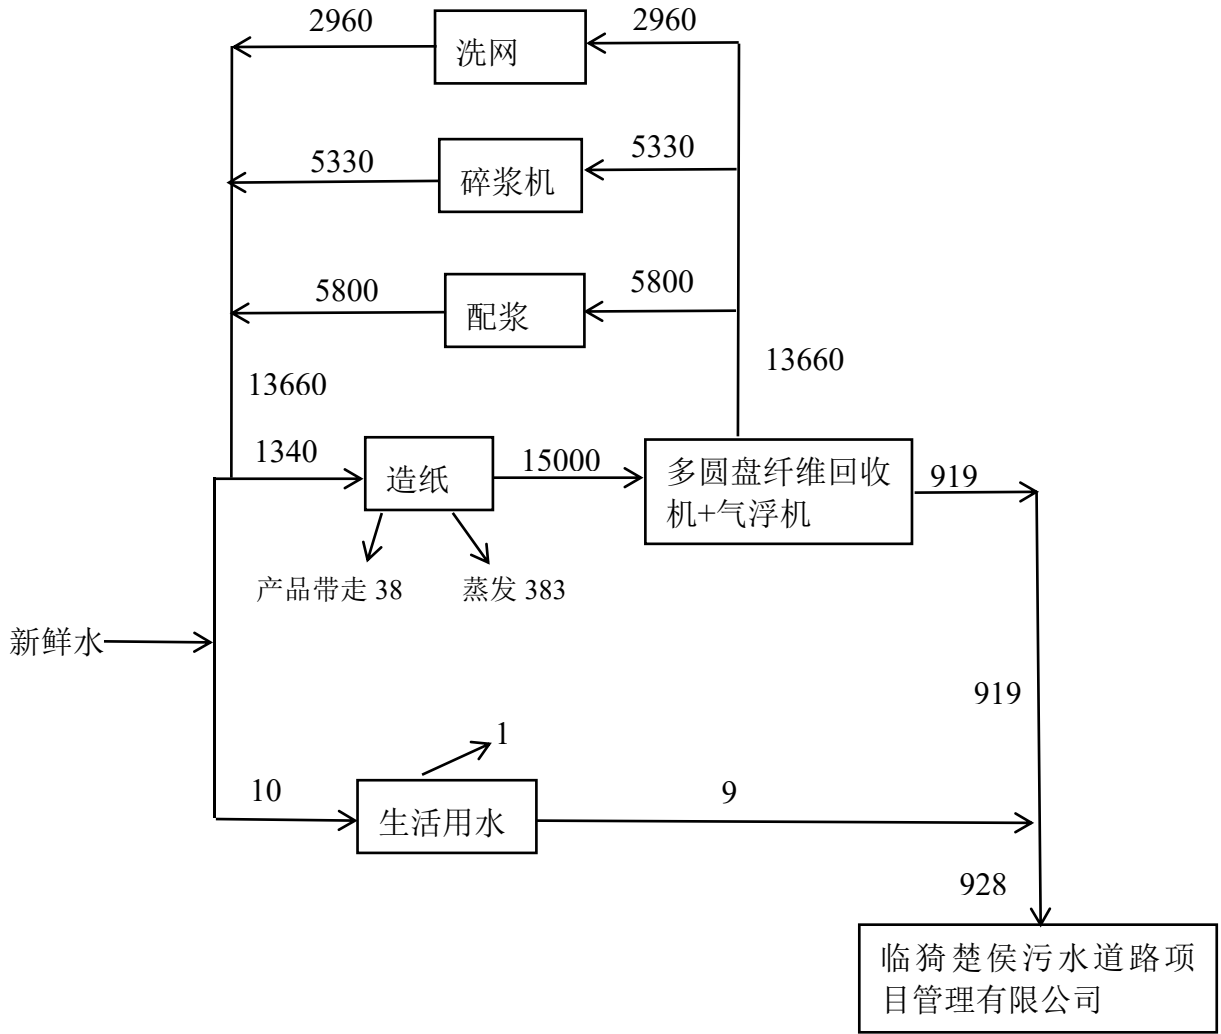 2960
2960
洗网
5330
5330
碎浆机
5800
5800
配浆
13660
13660
1340
造纸
15000
多圆盘纤维回收
机+气浮机
919
产品带走 38
蒸发 383
新鲜水
919
1
10
生活用水
9
928
临猗楚侯污水道路项
目管理有限公司